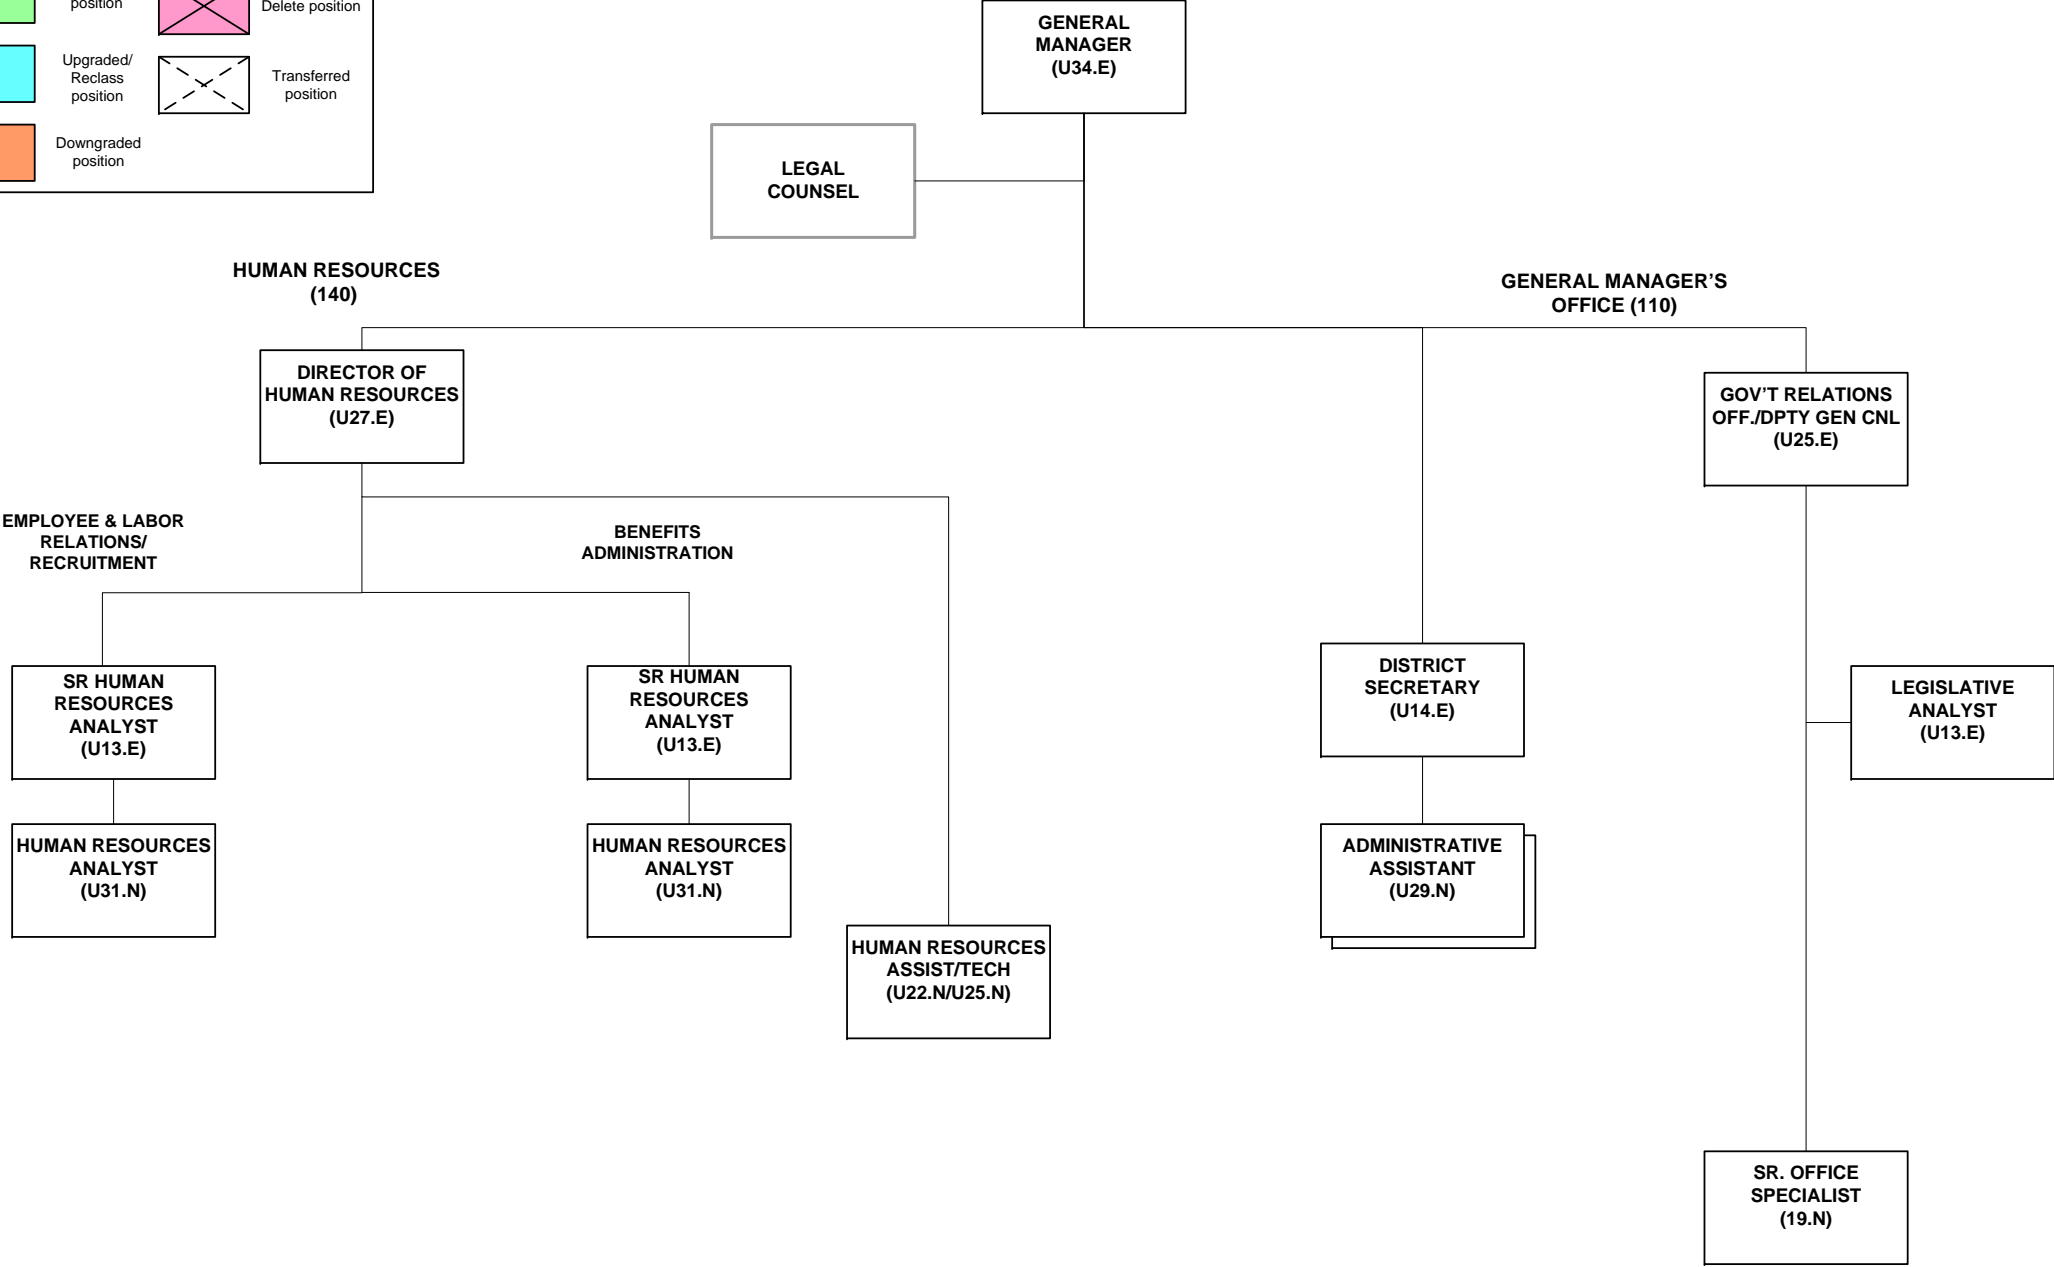 position
Delete position
Upgraded/
Reclass
position
Transferred
position
Downgraded
position
GENERAL
MANAGER
(U34.E)
LEGAL
COUNSEL
HUMAN RESOURCES
(140)
GENERAL MANAGER’S
OFFICE (110)
DIRECTOR OF
HUMAN RESOURCES
(U27.E)
GOV’T RELATIONS
OFF./DPTY GEN CNL
(U25.E)
EMPLOYEE & LABOR
RELATIONS/
RECRUITMENT
BENEFITS
ADMINISTRATION
SR HUMAN
RESOURCES
ANALYST
(U13.E)
SR HUMAN
RESOURCES
ANALYST
(U13.E)
DISTRICT
SECRETARY
(U14.E)
LEGISLATIVE
ANALYST
(U13.E)
HUMAN RESOURCES
ANALYST
(U31.N)
HUMAN RESOURCES
ANALYST
(U31.N)
ADMINISTRATIVE
ASSISTANT
(U29.N)
HUMAN RESOURCES
ASSIST/TECH
(U22.N/U25.N)
SR. OFFICE
SPECIALIST
(19.N)